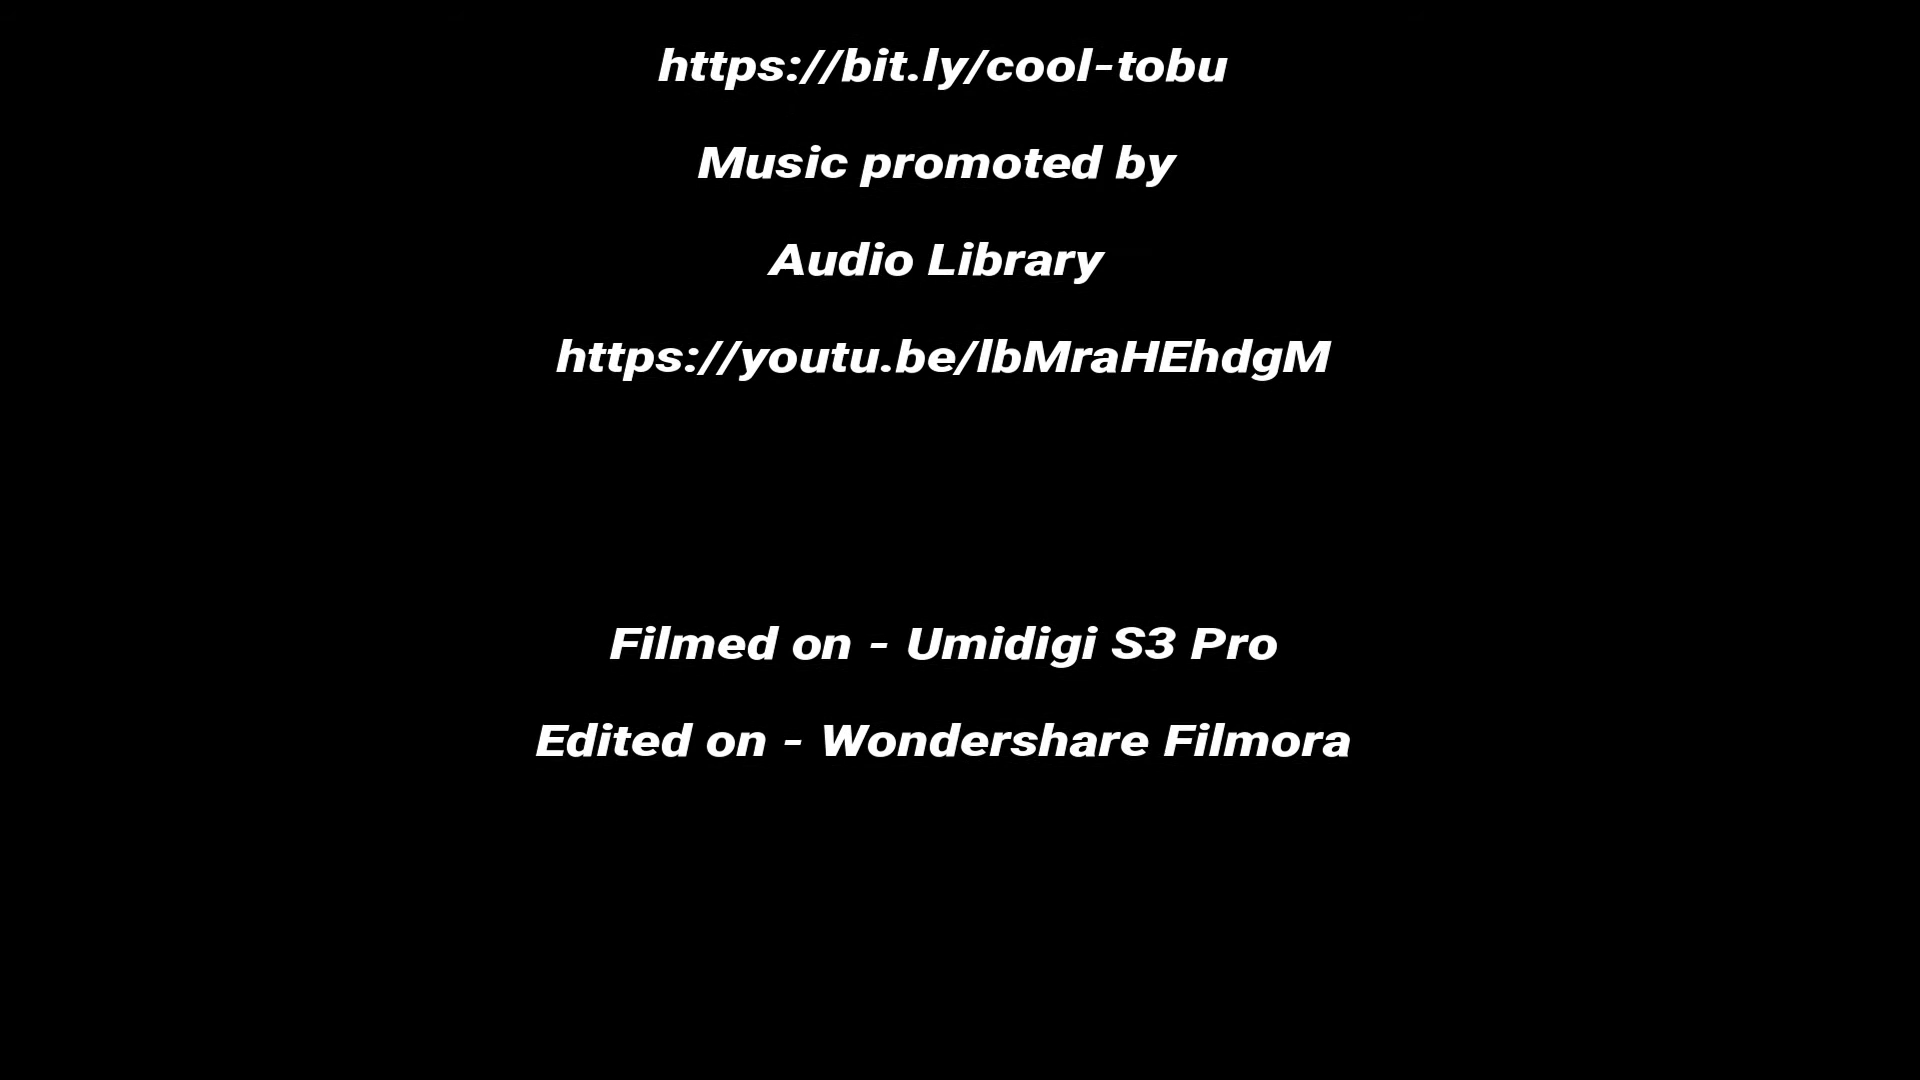 https://bit.ly/cool-tobu
Music promoted by
Audio Library
https://youtu.be/lbMraHEhdgM
Filmed on - Umidigi S3 Pro
Edited on - Wondershare Filmora